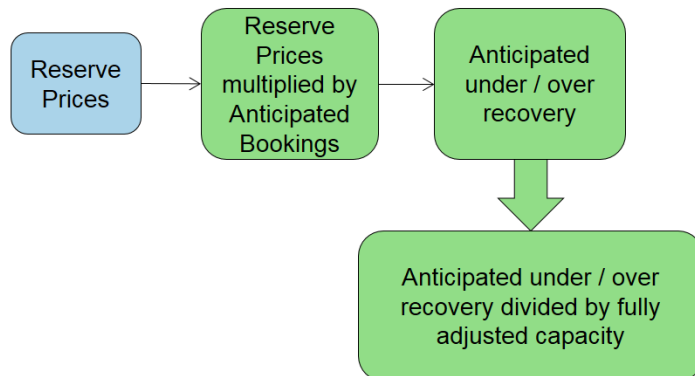 Reserve
Prices
Reserve
Prices
multiplied by
Anticipated
Bookings
Anticipated
under / over
recovery
Anticipated under / over
recovery divided by fully
adjusted capacity